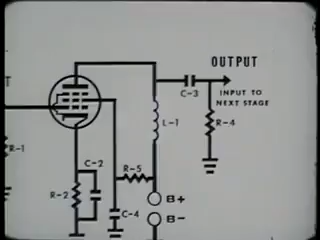 OUTPUT
T
C-3
INPUT TO
NEXT STAGE
L-1
R-4
R-1
C-2
R-5
R-2
B+
C-4
B-